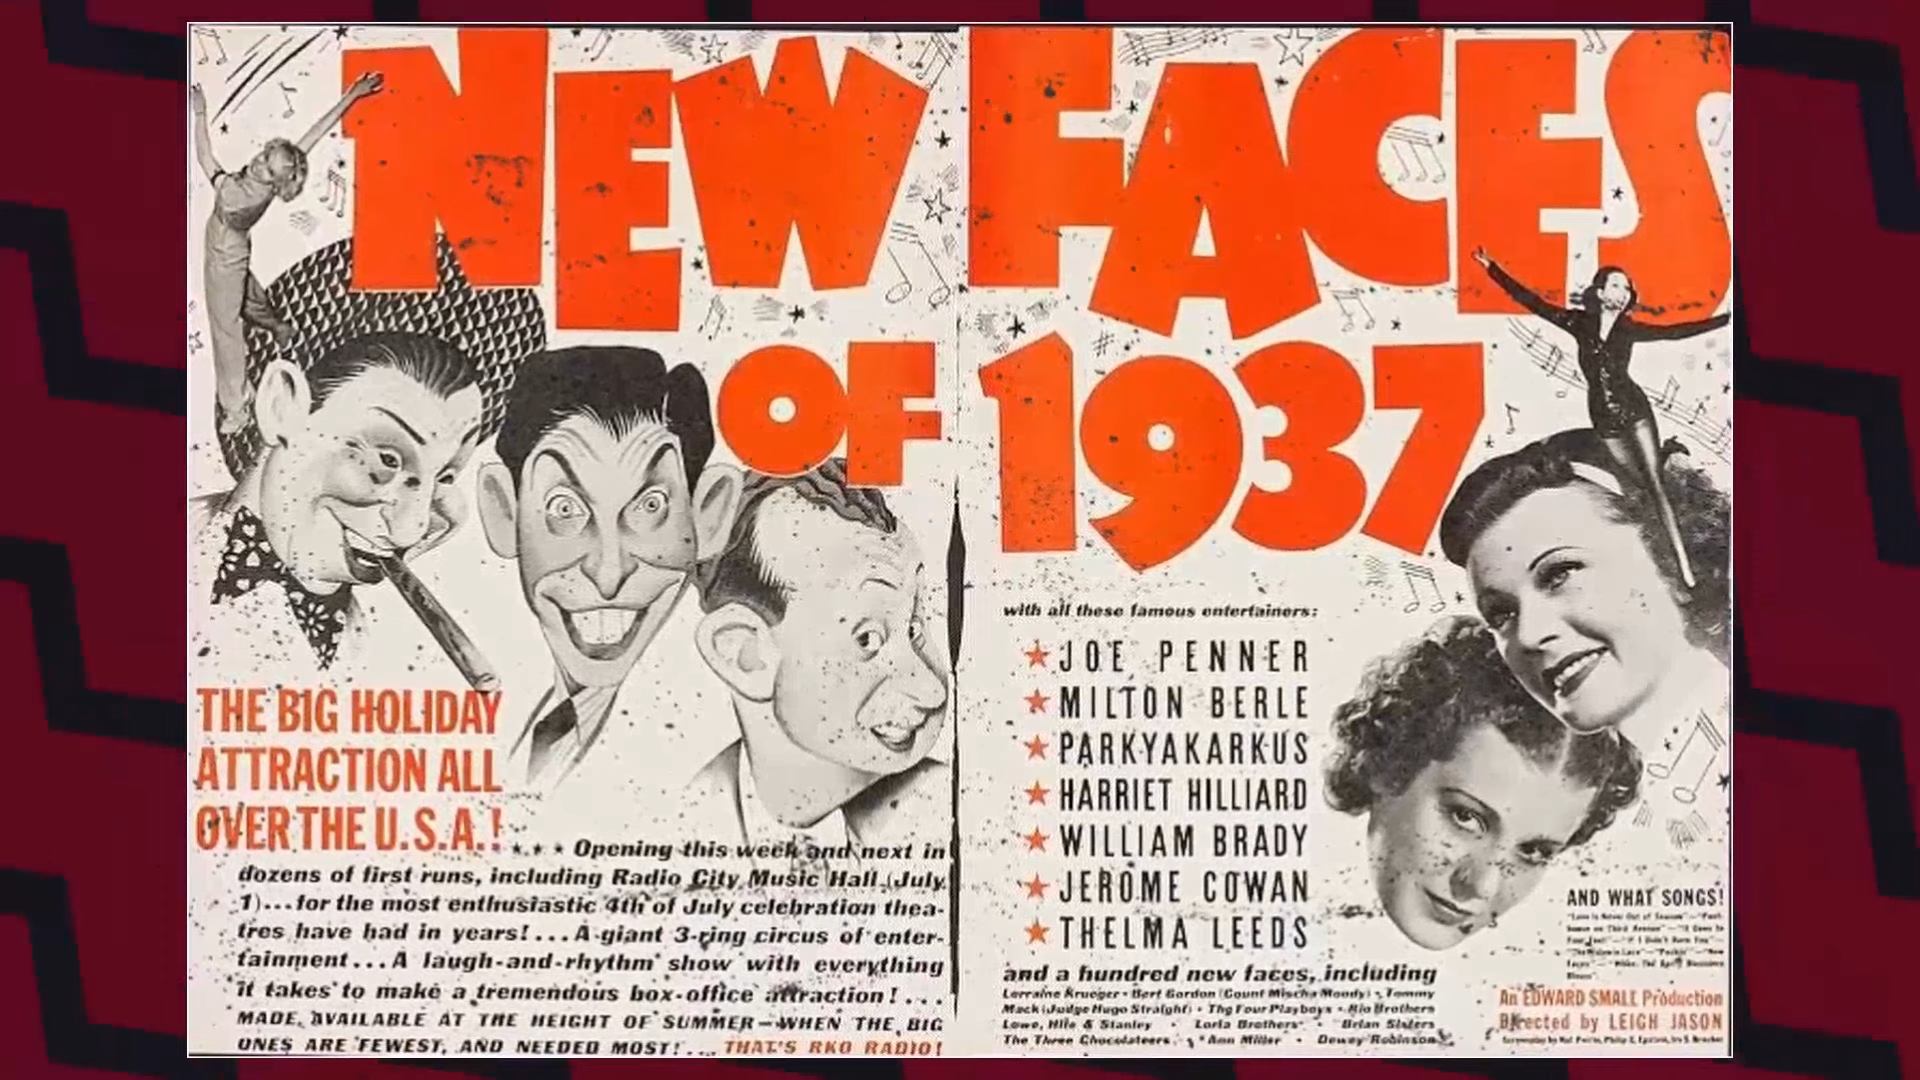 NEW FACES
OF 1937
THE BIG HOLIDAY
ATTRACTION ALL
OVER THE U.S.A.!
. * * Opening this week and next in
dozens of first runs, including Radio City Music Hall (July
1)...for the most enthusiastic 4th of July celebration thea-
tres have had in years!...A giant 3-ring circus of enter-
tainment...A laugh-and-rhythm show with everything
it takes to make a tremendous box-office attraction!...
MADE AVAILABLE AT THE HEIGHT OF SUMMER—WHEN THE BIG
ONES ARE FEWEST, AND NEEDED MOST!... THAT'S RKO RADIO!
with all these famous entertainers:
★ JOE PENNER
★ MILTON BERLE
★ PARKYAKARKUS
★ HARRIET HILLIARD
★ WILLIAM BRADY
★ JEROME COWAN
★ THELMA LEEDS
and a hundred new faces, including
Lorraine Krueger • Bert Gordon (Count Mischa Moody) • Tommy
Mack (Judge Hugo Straight) • The Four Playboys • Rio Brothers
Lowe, Hite & Stanley • Loria Brothers • Brian Sisters
The Three Chocolateers • Ann Miller • Dewey Robinson
AND WHAT SONGS!
"Love Is Never Out of Season"
An EDWARD SMALL Production
Directed by LEIGH JASON